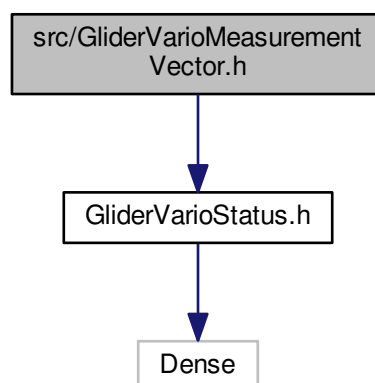 src/GliderVarioMeasurement
Vector.h
GliderVarioStatus.h
Dense